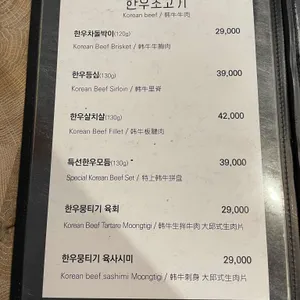 한우소고기
Korean beef / 韩牛牛肉
한우차돌박이(120g) 29,000
Korean Beef Brisket / 韩牛牛胸肉
한우등심(130g) 39,000
Korean Beef Sirloin / 韩牛里脊
한우살치살(130g) 42,000
Korean Beef Fillet / 韩牛板腱肉
특선한우모듬(130g) 39,000
Special Korean Beef Set / 特上韩牛拼盘
한우뭉티기 육회 29,000
Korean Beef Tartare Moongtigi / 韩牛生拌牛肉 大邱式生肉片
한우뭉티기 육사시미 29,000
Korean beef sashimi Moongtigi / 韩牛刺身 大邱式生肉片